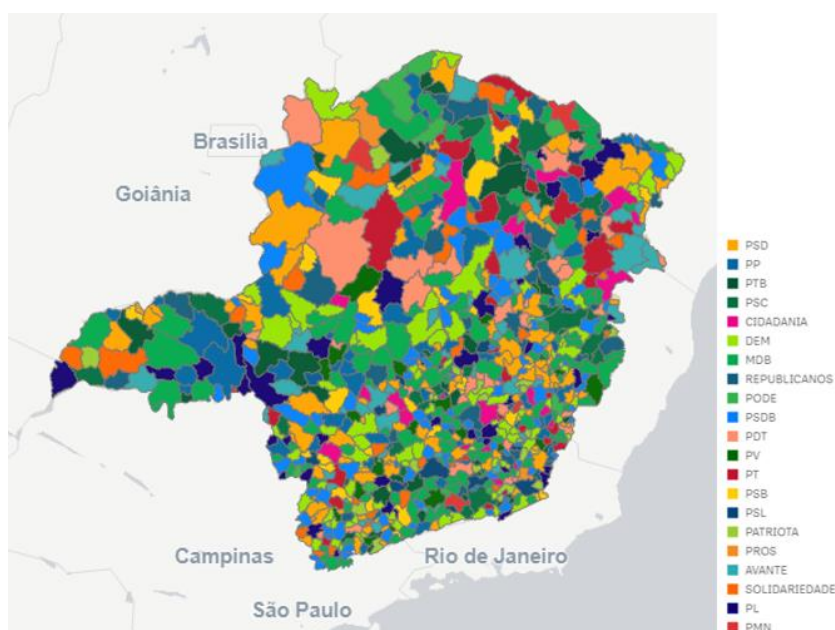 Brasília
Goiânia
Campinas
Rio de Janeiro
São Paulo
PSD
PP
PTB
PSC
CIDADANIA
DEM
MDB
REPUBLICANOS
PODE
PSDB
PDT
PV
PT
PSB
PSL
PATRIOTA
PROS
AVANTE
SOLIDARIEDADE
PL
PMN